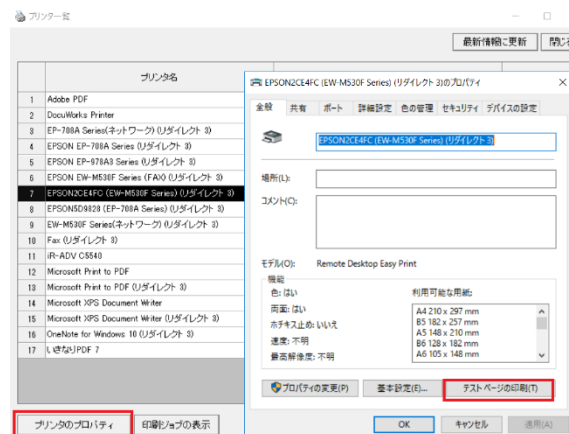 プリンター覧
最新情報に更新
閉じる
プリンタ名
1 Adobe PDF
2 DocuWorks Printer
3 EP-708A Series(ネットワーク) (リダイレクト 3)
4 EPSON EP-708A Series (リダイレクト 3)
5 EPSON EP-978A3 Series (リダイレクト 3)
6 EPSON EW-M530F Series (FAX) (リダイレクト 3)
7 EPSON2CE4FC (EW-M530F Series) (リダイレクト 3)
8 EPSON5D9828 (EP-708A Series) (リダイレクト 3)
9 EW-M530F Series(ネットワーク) (リダイレクト 3)
10 Fax (リダイレクト 3)
11 iR-ADV C5540
12 Microsoft Print to PDF
13 Microsoft Print to PDF (リダイレクト 3)
14 Microsoft XPS Document Writer
15 Microsoft XPS Document Writer (リダイレクト 3)
16 OneNote for Windows 10 (リダイレクト 3)
17 いきなりPDF 7
プリンタのプロパティ
印刷ジョブの表示
EPSON2CE4FC (EW-M530F Series) (リダイレクト 3)のプロパティ
全般 共有 ポート 詳細設定 色の管理 セキュリティ デバイスの設定
EPSON2CE4FC (EW-M530F Series) (リダイレクト 3)
場所(L):
コメント(C):
モデル(O): Remote Desktop Easy Print
機能
色: はい
両面: はい
ホチキス止め: いいえ
速度: 不明
最高解像度: 不明
利用可能な用紙:
A4 210 x 297 mm
B5 182 x 257 mm
A5 148 x 210 mm
B6 128 x 182 mm
A6 105 x 148 mm
プロパティの変更(P)
基本設定(E)...
テスト ページの印刷(T)
OK
キャンセル
適用(A)